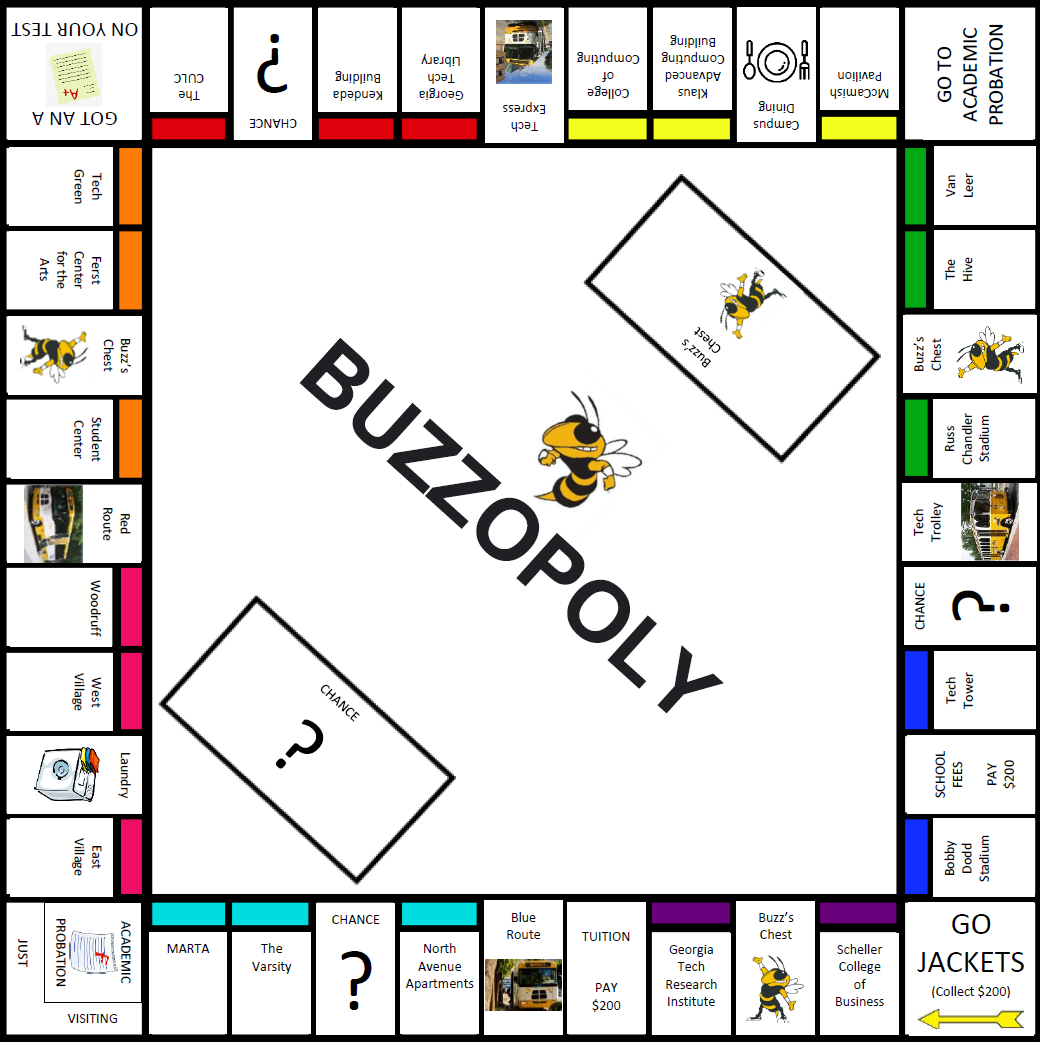 GO
JACKETS
(Collect $200)
Scheller
College
of
Business
Buzz's
Chest
Georgia
Tech
Research
Institute
TUITION
PAY
$200
Blue
Route
North
Avenue
Apartments
CHANCE
?
The
Varsity
MARTA
ACADEMIC
PROBATION
JUST
VISITING
East
Village
Laundry
West
Village
Woodruff
Red
Route
Student
Center
Buzz's
Chest
Ferst
Center
for the
Arts
Tech
Green
GOT AN A
A+
ON YOUR TEST
The
CULC
CHANCE
?
Kendeda
Building
Georgia
Tech
Library
Tech
Express
College
of
Computing
Klaus
Advanced
Computing
Building
Campus
Dining
McCamish
Pavilion
GO TO
ACADEMIC
PROBATION
Van
Leer
The
Hive
Buzz's
Chest
Russ
Chandler
Stadium
Tech
Trolley
CHANCE
?
Tech
Tower
SCHOOL
FEES
PAY
$200
Bobby
Dodd
Stadium
Buzz's
Chest
BUZZOPOLY
CHANCE
?